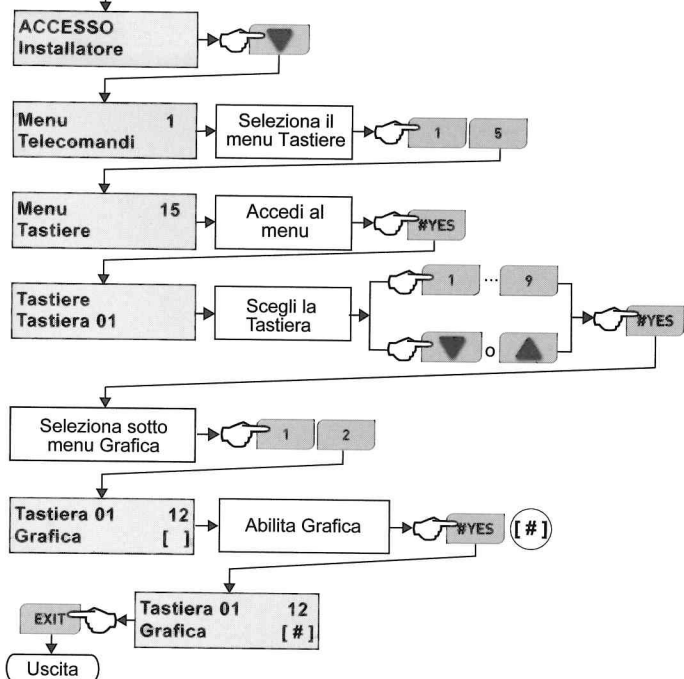 ACCESSO
Installatore
Menu 1
Telecomandi
Seleziona il
menu Tastiere
1 5
Menu 15
Tastiere
Accedi al
menu
#YES
Tastiere
Tastiera 01
Scegli la
Tastiera
1 ... 9
o
#YES
Seleziona sotto
menu Grafica
1 2
Tastiera 01 12
Grafica [ ]
Abilita Grafica
#YES [#]
Tastiera 01 12
Grafica [#]
EXIT
Uscita